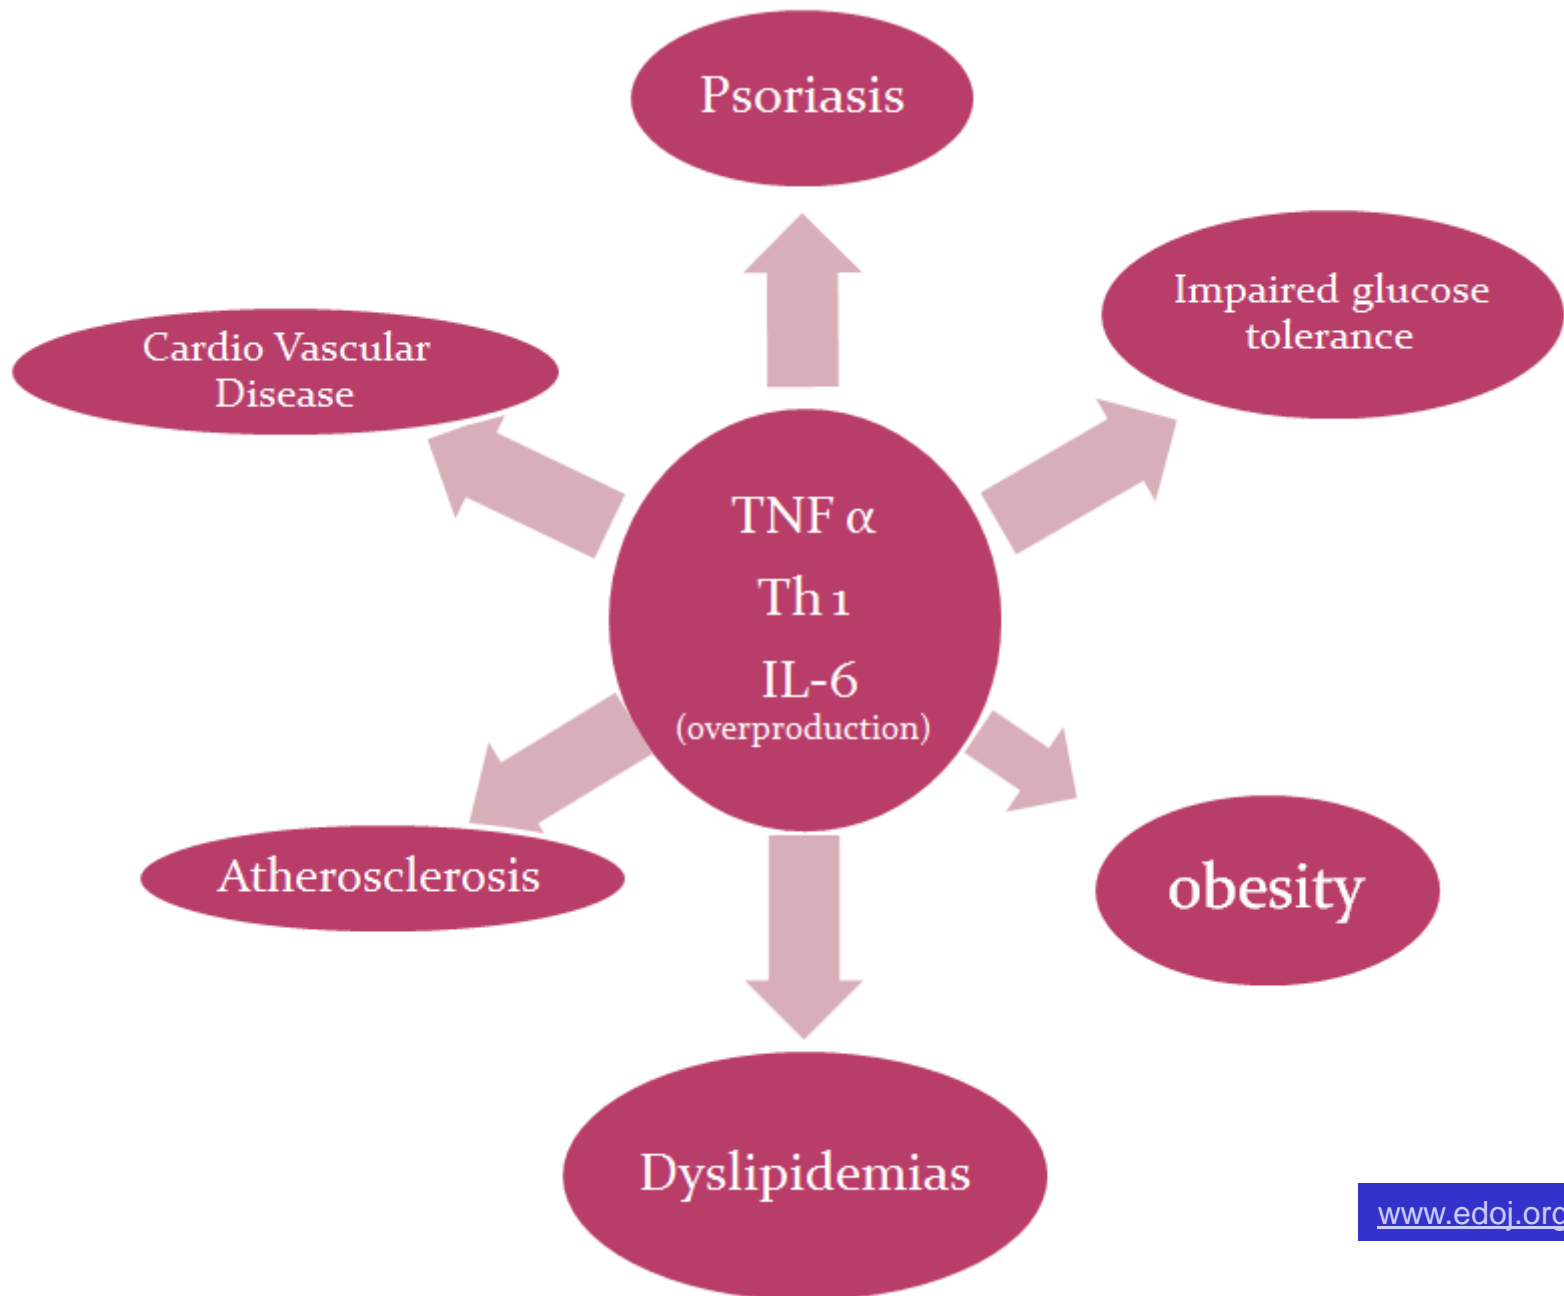 Psoriasis
Impaired glucose
tolerance
Cardio Vascular
Disease
TNF α
Th 1
IL-6
(overproduction)
Atherosclerosis
obesity
Dyslipidemias
www.edoj.org